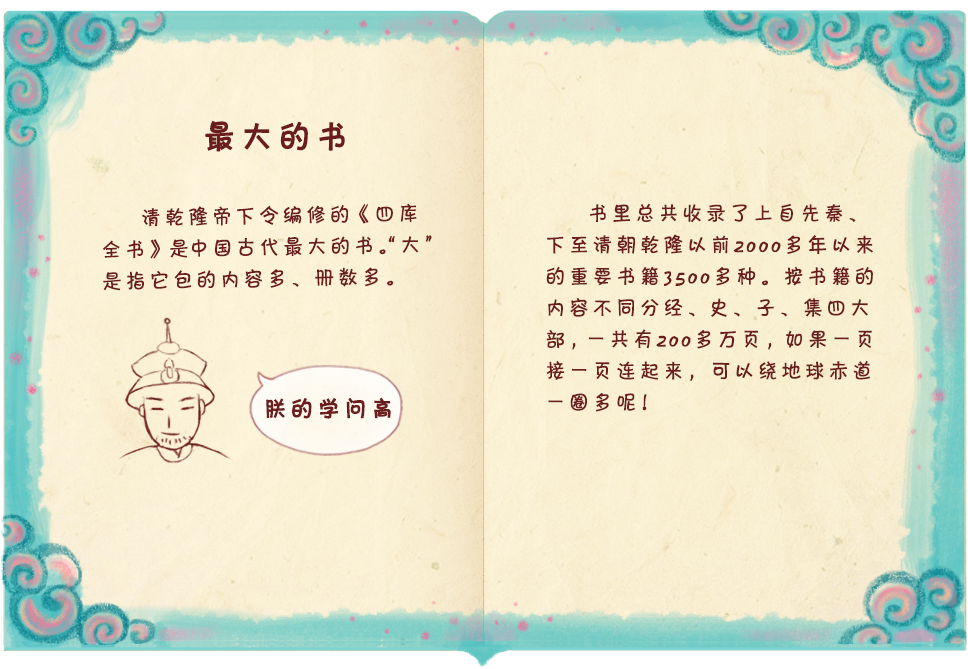 最大的书
清乾隆帝下令编修的《四库
全书》是中国古代最大的书。“大”
是指它包的内容多、册数多。
朕的学问高
书里总共收录了上自先秦、
下至清朝乾隆以前2000多年以来
的重要书籍3500多种。按书籍的
内容不同分经、史、子、集四大
部，一共有200多万页，如果一页
接一页连起来，可以绕地球赤道
一圈多呢！